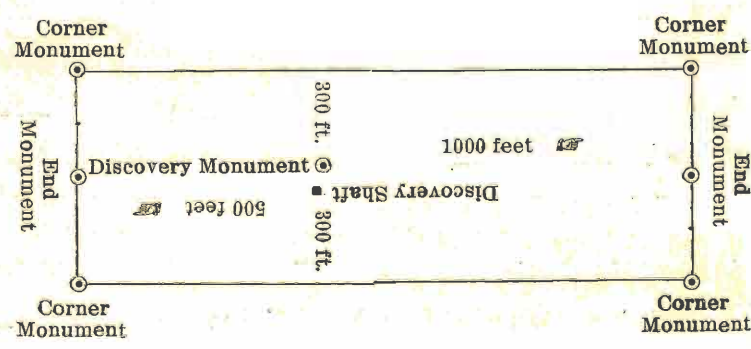 Corner
Monument
Corner
Monument
300 ft.
1000 feet
End
Monument
Discovery Monument
End
Monument
Discovery Shaft
500 feet
300 ft.
Corner
Monument
Corner
Monument